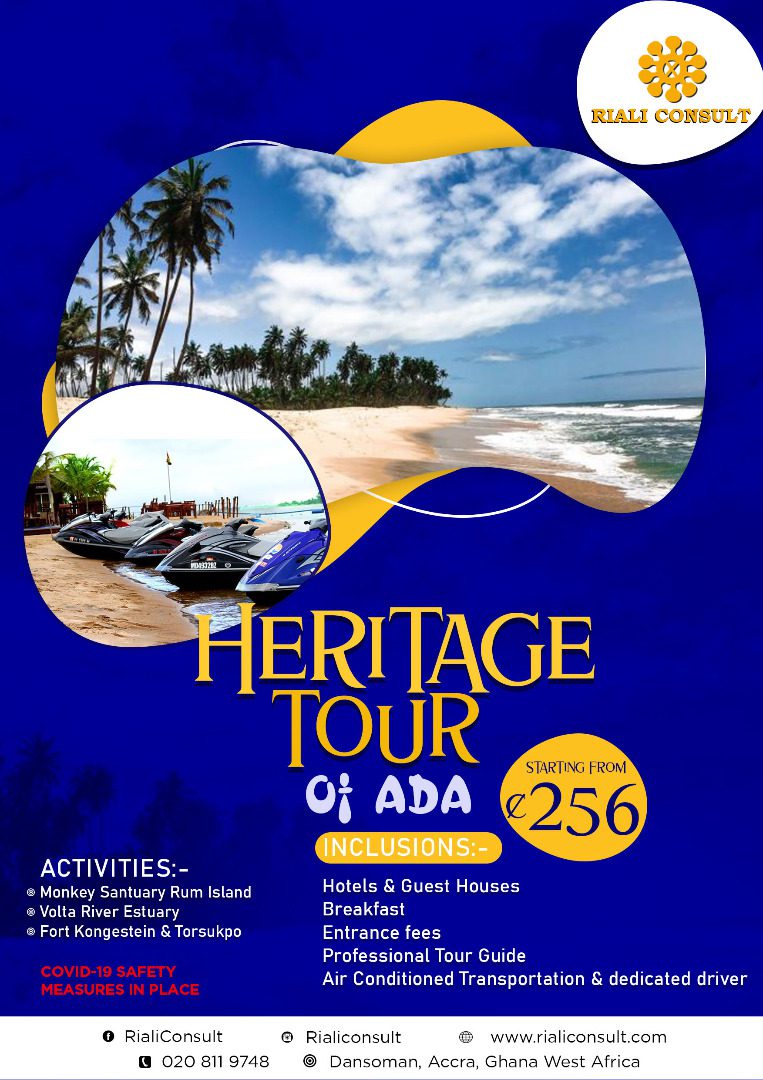 RIALI CONSULT
HERITAGE
TOUR
Of ADA
STARTING FROM
¢256
INCLUSIONS:-
Hotels & Guest Houses
Breakfast
Entrance fees
Professional Tour Guide
Air Conditioned Transportation & dedicated driver
ACTIVITIES:-
Monkey Santuary Rum Island
Volta River Estuary
Fort Kongestein & Torsukpo
COVID-19 SAFETY
MEASURES IN PLACE
RialiConsult
Rialiconsult
www.rialiconsult.com
020 811 9748
Dansoman, Accra, Ghana West Africa